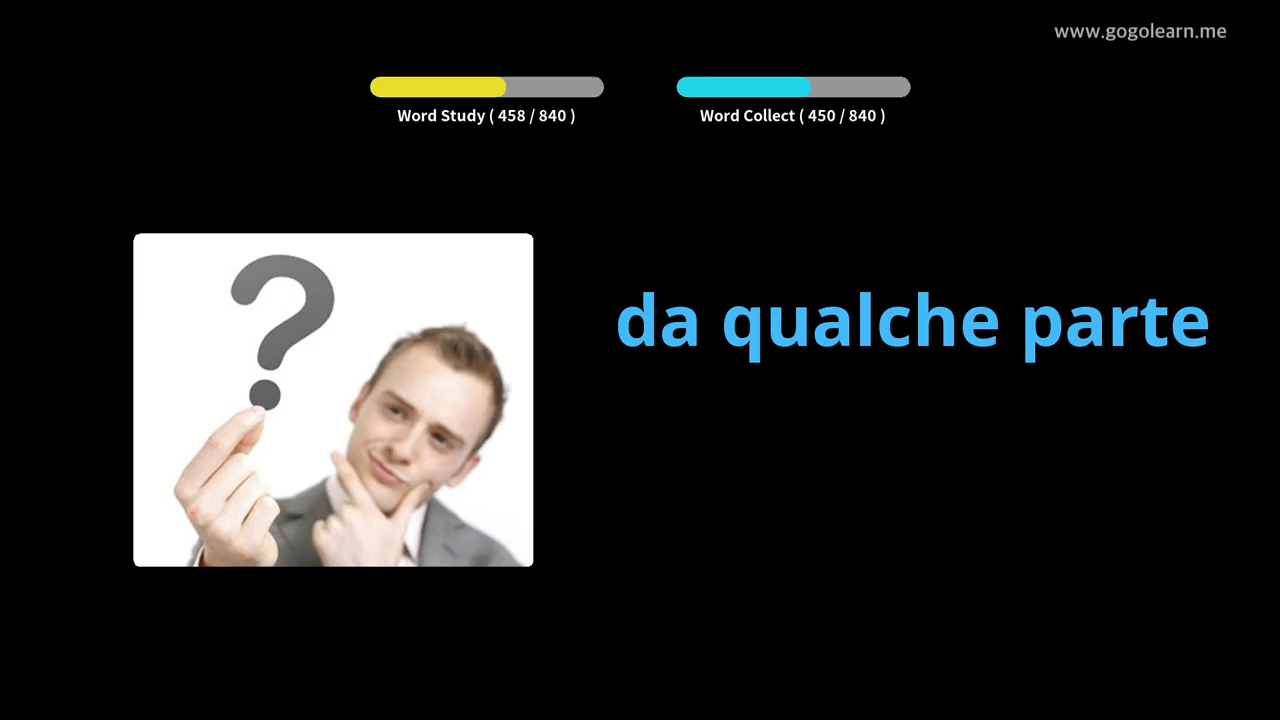 www.gogolearn.me
Word Study ( 458 / 840 )
Word Collect ( 450 / 840 )
?
da qualche parte